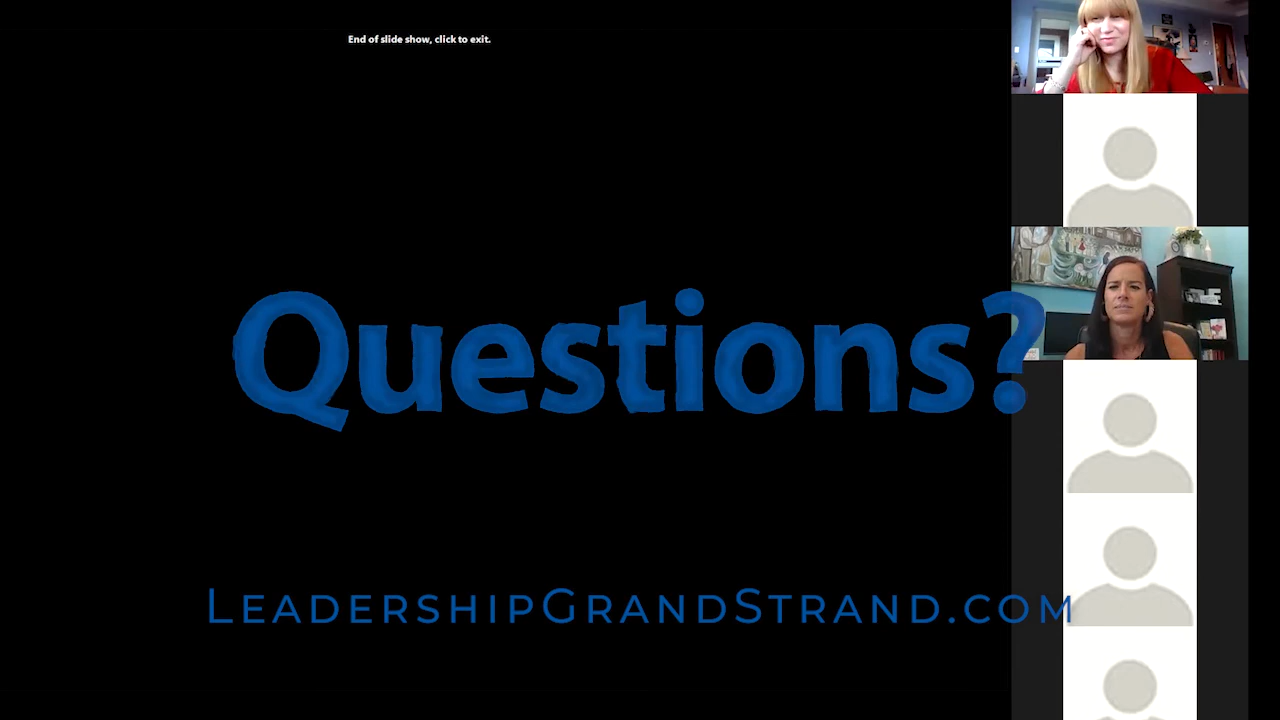 End of slide show, click to exit.
Questions?
LEADERSHIPGRANDSTRAND.COM